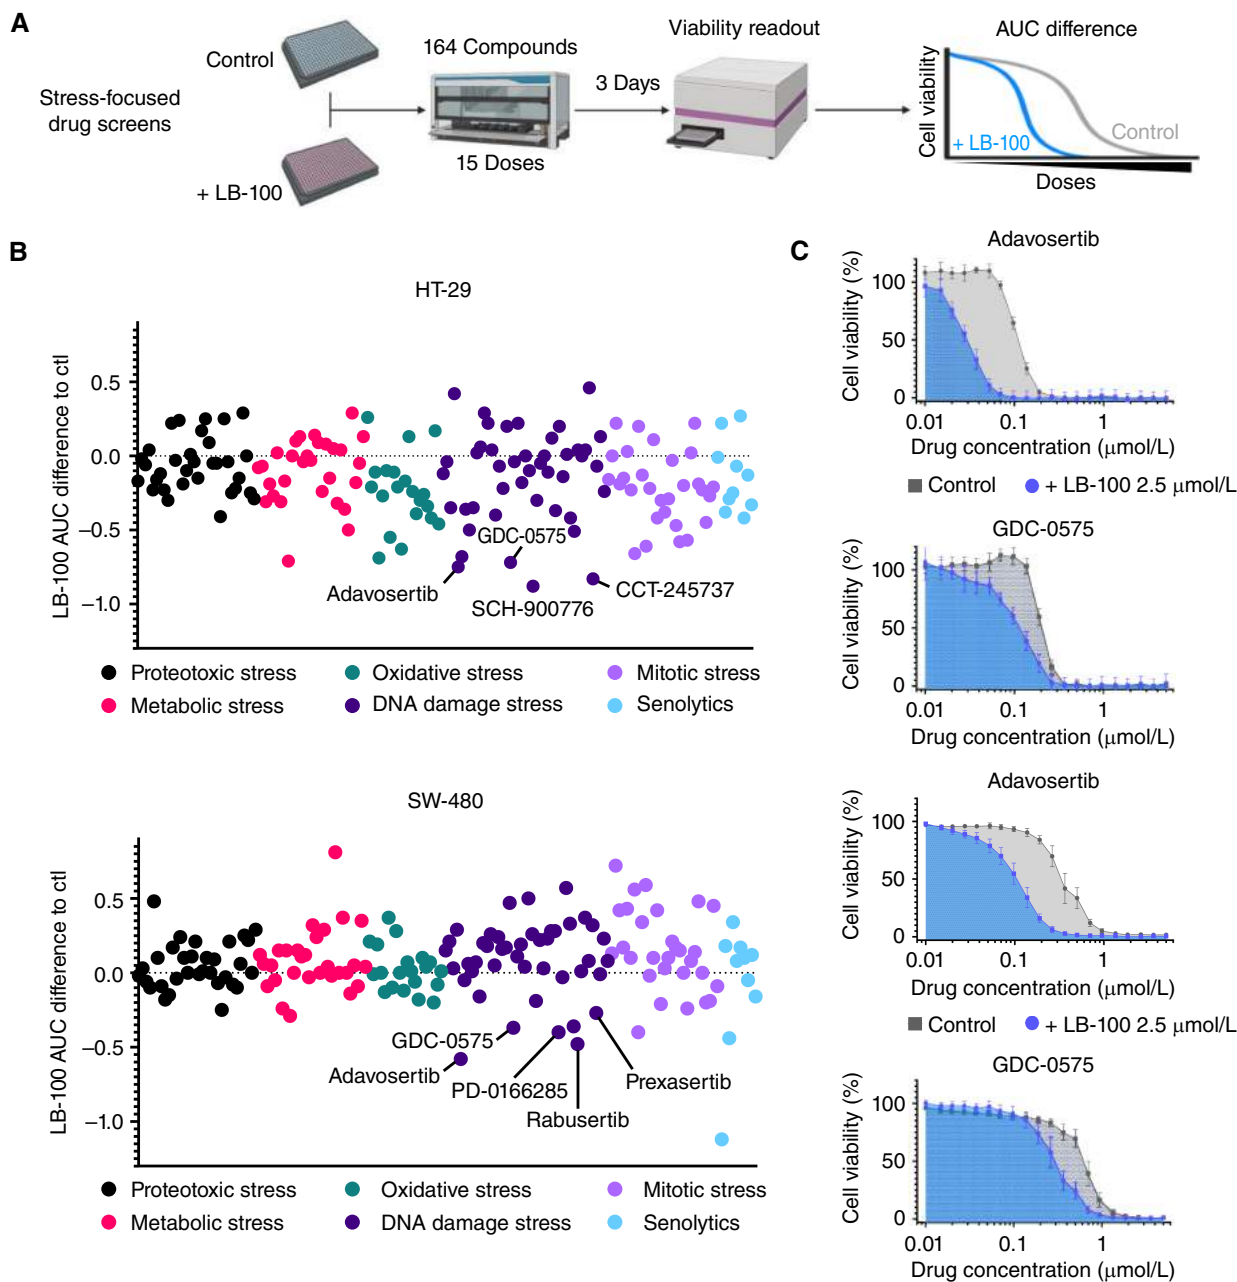 A
Stress-focused
drug screens
Control
+ LB-100
164 Compounds
15 Doses
3 Days
Viability readout
AUC difference
Cell viability
+ LB-100
Control
Doses
B
HT-29
LB-100 AUC difference to ctl
0.5
0.0
−0.5
−1.0
GDC-0575
Adavosertib
SCH-900776
CCT-245737
Proteotoxic stress
Oxidative stress
Mitotic stress
Metabolic stress
DNA damage stress
Senolytics
SW-480
LB-100 AUC difference to ctl
0.5
0.0
−0.5
−1.0
GDC-0575
Adavosertib
PD-0166285
Rabusertib
Prexasertib
Proteotoxic stress
Oxidative stress
Mitotic stress
Metabolic stress
DNA damage stress
Senolytics
C
Adavosertib
Cell viability (%)
100
50
0
0.01 0.1 1
Drug concentration (μmol/L)
Control + LB-100 2.5 μmol/L
GDC-0575
Cell viability (%)
100
50
0
0.01 0.1 1
Drug concentration (μmol/L)
Adavosertib
Cell viability (%)
100
50
0
0.01 0.1 1
Drug concentration (μmol/L)
Control + LB-100 2.5 μmol/L
GDC-0575
Cell viability (%)
100
50
0
0.01 0.1 1
Drug concentration (μmol/L)